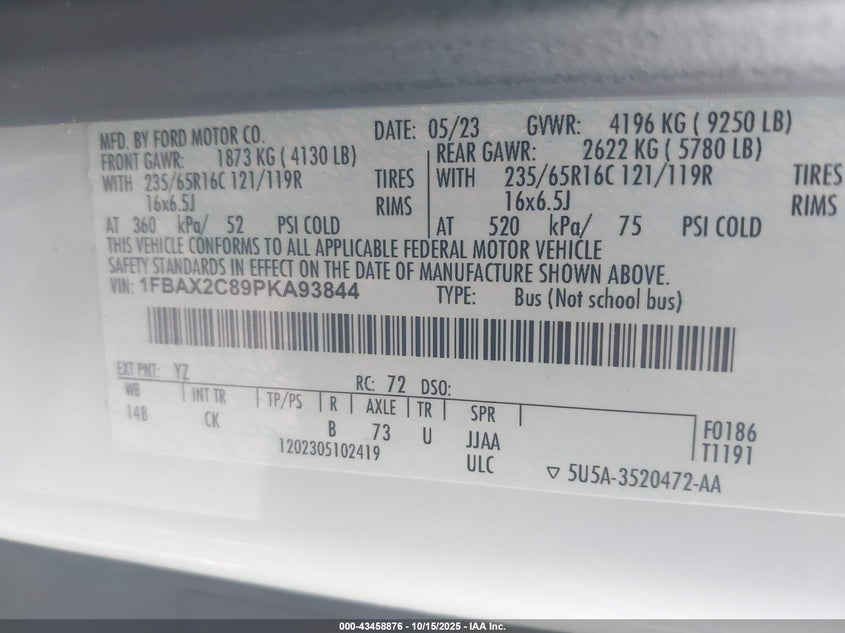 MFD. BY FORD MOTOR CO. DATE: 05/23 GVWR: 4196 KG ( 9250 LB)
FRONT GAWR: 1873 KG ( 4130 LB) REAR GAWR: 2622 KG ( 5780 LB)
WITH 235/65R16C 121/119R TIRES WITH 235/65R16C 121/119R TIRES
16x6.5J RIMS 16x6.5J RIMS
AT 360 kPa/ 52 PSI COLD AT 520 kPa/ 75 PSI COLD
THIS VEHICLE CONFORMS TO ALL APPLICABLE FEDERAL MOTOR VEHICLE
SAFETY STANDARDS IN EFFECT ON THE DATE OF MANUFACTURE SHOWN ABOVE.
VIN: 1FBAX2C89PKA93844 TYPE: Bus (Not school bus)
EXT PNT: YZ RC: 72 DSO:
WB INT TR TP/PS R AXLE TR SPR
148 CK B 73 U JJAA F0186
1202305102419 ULC T1191
5U5A-3520472-AA
000-43458876 - 10/15/2025 - IAA Inc.